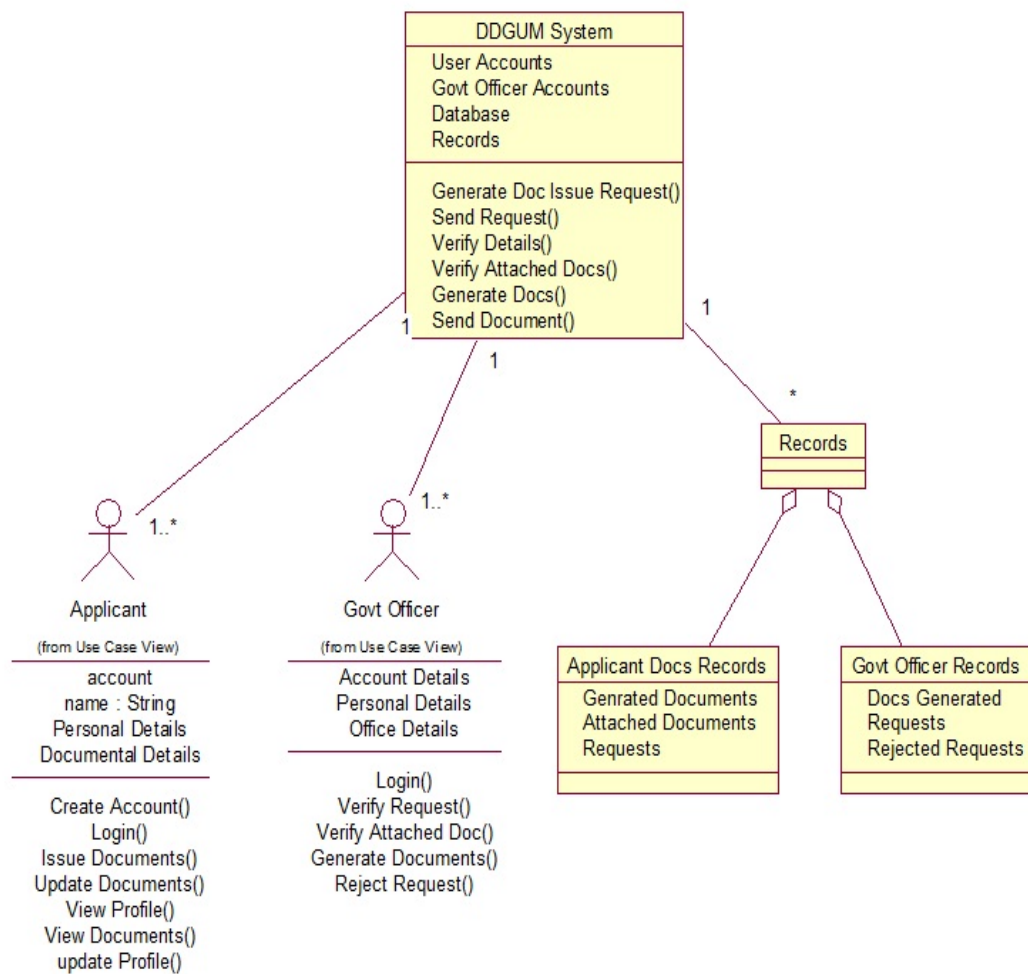 DDGUM System
User Accounts
Govt Officer Accounts
Database
Records
Generate Doc Issue Request()
Send Request()
Verify Details()
Verify Attached Docs()
Generate Docs()
Send Document()
1
1
1
*
1..*
1..*
Records
Applicant
(from Use Case View)
account
name : String
Personal Details
Documental Details
Create Account()
Login()
Issue Documents()
Update Documents()
View Profile()
View Documents()
update Profile()
Govt Officer
(from Use Case View)
Account Details
Personal Details
Office Details
Login()
Verify Request()
Verify Attached Doc()
Generate Documents()
Reject Request()
Applicant Docs Records
Genrated Documents
Attached Documents
Requests
Govt Officer Records
Docs Generated
Requests
Rejected Requests